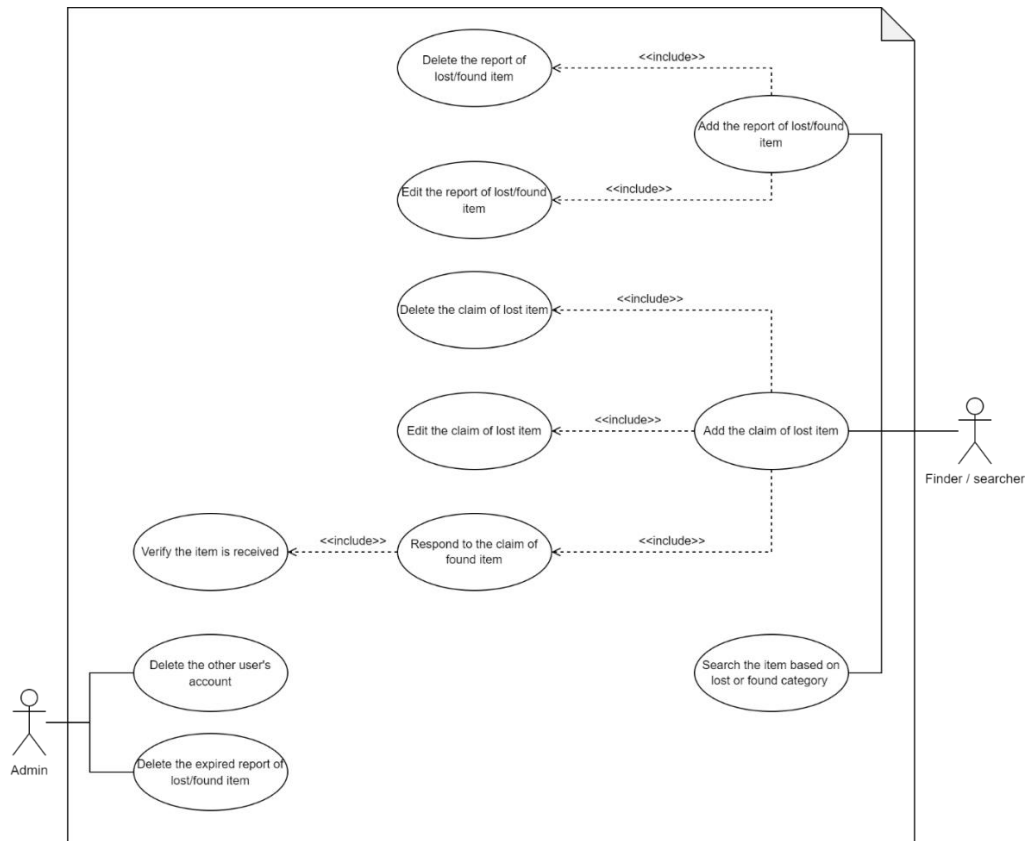 Delete the report of
lost/found item
<<include>>
Add the report of lost/found
item
Edit the report of lost/found
item
<<include>>
Delete the claim of lost item
<<include>>
Edit the claim of lost item
<<include>>
Add the claim of lost item
Finder / searcher
Verify the item is received
<<include>>
Respond to the claim of
found item
<<include>>
Delete the other user's
account
Search the item based on
lost or found category
Admin
Delete the expired report of
lost/found item